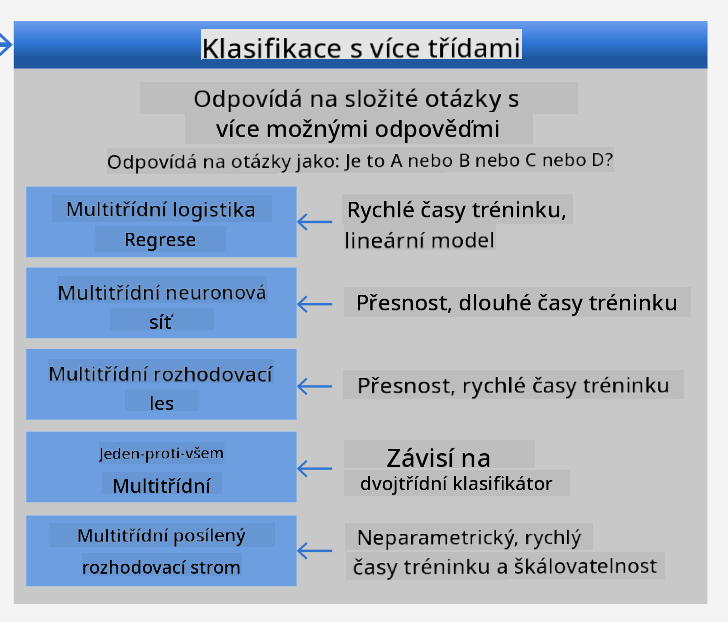 Klasifikace s více třídami
Odpovídá na složité otázky s
více možnými odpověďmi
Odpovídá na otázky jako: Je to A nebo B nebo C nebo D?
Multitřídní logistika
Regrese
Rychlé časy tréninku,
lineární model
Multitřídní neuronová
síť
Přesnost, dlouhé časy tréninku
Multitřídní rozhodovací
les
Přesnost, rychlé časy tréninku
Jeden-proti-všem
Multitřídní
Závisí na
dvojtřídní klasifikátor
Multitřídní posílený
rozhodovací strom
Neparametrický, rychlý
časy tréninku a škálovatelnost